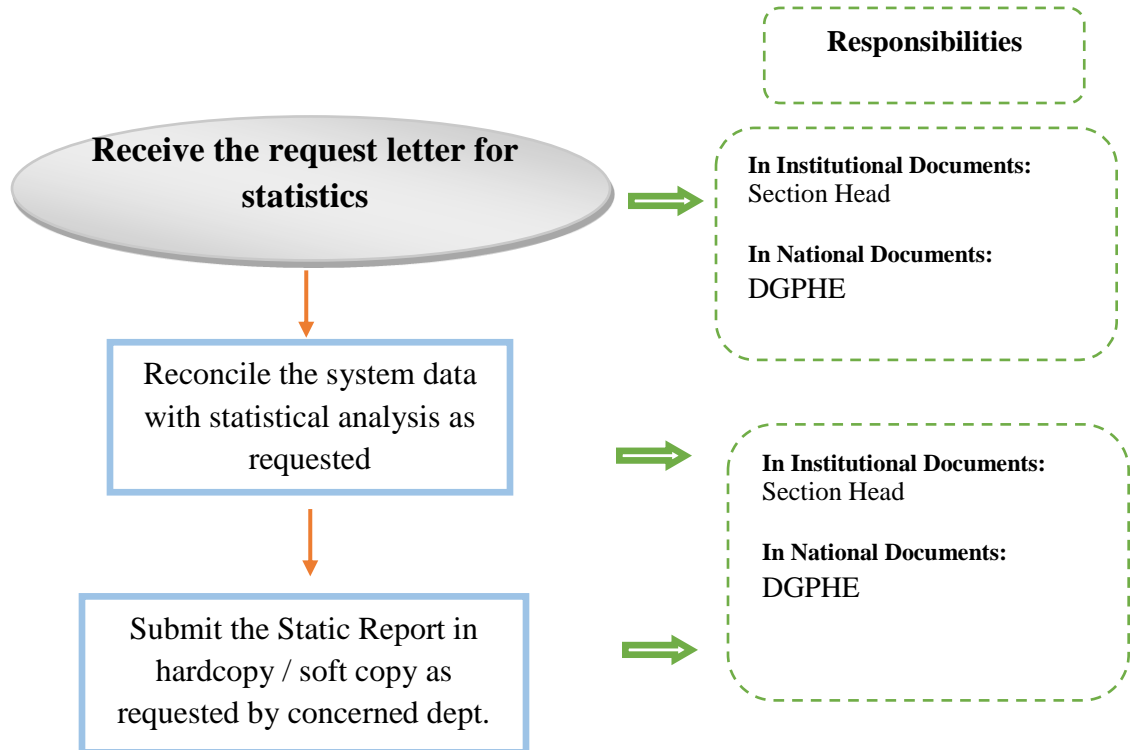 Responsibilities
Receive the request letter for
statistics
In Institutional Documents:
Section Head
In National Documents:
DGPHE
Reconcile the system data
with statistical analysis as
requested
In Institutional Documents:
Section Head
In National Documents:
DGPHE
Submit the Static Report in
hardcopy / soft copy as
requested by concerned dept.